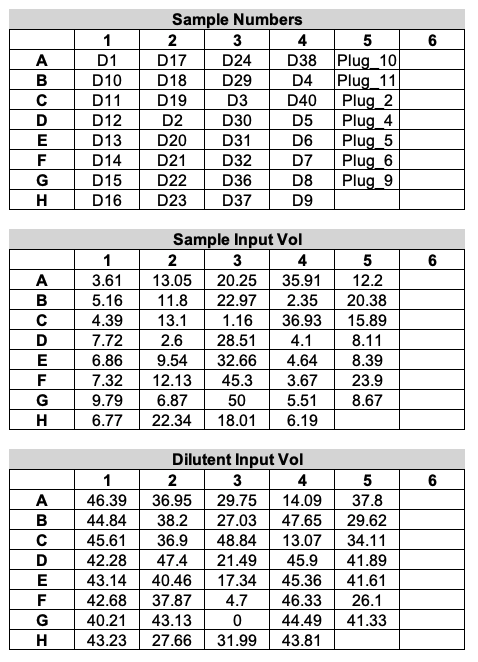 Sample Numbers
1 2 3 4 5 6
A D1 D17 D24 D38 Plug_10
B D10 D18 D29 D4 Plug_11
C D11 D19 D3 D40 Plug_2
D D12 D2 D30 D5 Plug_4
E D13 D20 D31 D6 Plug_5
F D14 D21 D32 D7 Plug_6
G D15 D22 D36 D8 Plug_9
H D16 D23 D37 D9
Sample Input Vol
1 2 3 4 5 6
A 3.61 13.05 20.25 35.91 12.2
B 5.16 11.8 22.97 2.35 20.38
C 4.39 13.1 1.16 36.93 15.89
D 7.72 2.6 28.51 4.1 8.11
E 6.86 9.54 32.66 4.64 8.39
F 7.32 12.13 45.3 3.67 23.9
G 9.79 6.87 50 5.51 8.67
H 6.77 22.34 18.01 6.19
Dilutent Input Vol
1 2 3 4 5 6
A 46.39 36.95 29.75 14.09 37.8
B 44.84 38.2 27.03 47.65 29.62
C 45.61 36.9 48.84 13.07 34.11
D 42.28 47.4 21.49 45.9 41.89
E 43.14 40.46 17.34 45.36 41.61
F 42.68 37.87 4.7 46.33 26.1
G 40.21 43.13 0 44.49 41.33
H 43.23 27.66 31.99 43.81